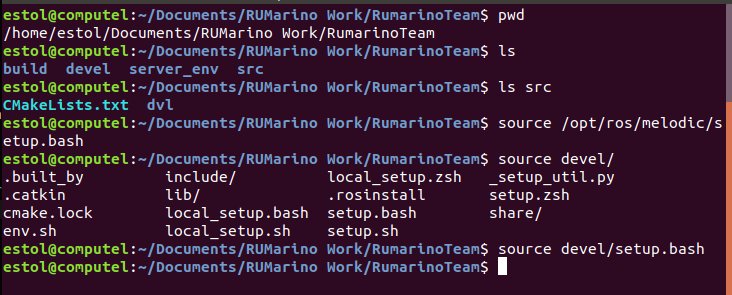 estol@computel:~/Documents/RUMarino Work/RumarinoTeam$ pwd
/home/estol/Documents/RUMarino Work/RumarinoTeam
estol@computel:~/Documents/RUMarino Work/RumarinoTeam$ ls
build  devel  server_env  src
estol@computel:~/Documents/RUMarino Work/RumarinoTeam$ ls src
CMakeLists.txt  dvl
estol@computel:~/Documents/RUMarino Work/RumarinoTeam$ source /opt/ros/melodic/s
etup.bash
estol@computel:~/Documents/RUMarino Work/RumarinoTeam$ source devel/
.built_by          include/           local_setup.zsh    _setup_util.py
.catkin            lib/               .rosinstall        setup.zsh
cmake.lock         local_setup.bash   setup.bash         share/
env.sh             local_setup.sh     setup.sh
estol@computel:~/Documents/RUMarino Work/RumarinoTeam$ source devel/setup.bash
estol@computel:~/Documents/RUMarino Work/RumarinoTeam$